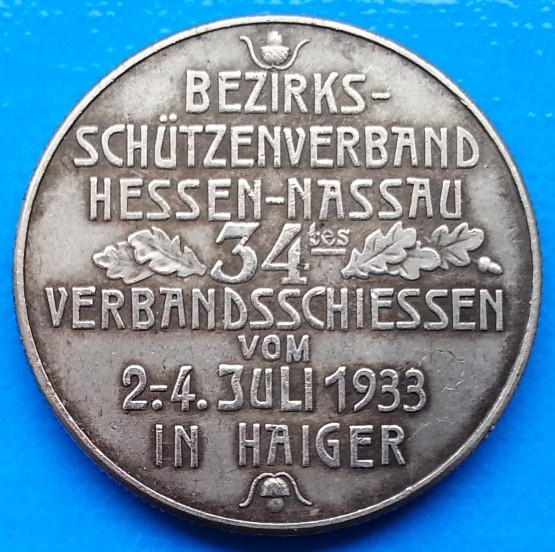 BEZIRKS-
SCHÜTZENVERBAND
HESSEN-NASSAU
34tes
VERBANDSSCHIESSEN
VOM
2.-4. JULI 1933
IN HAIGER